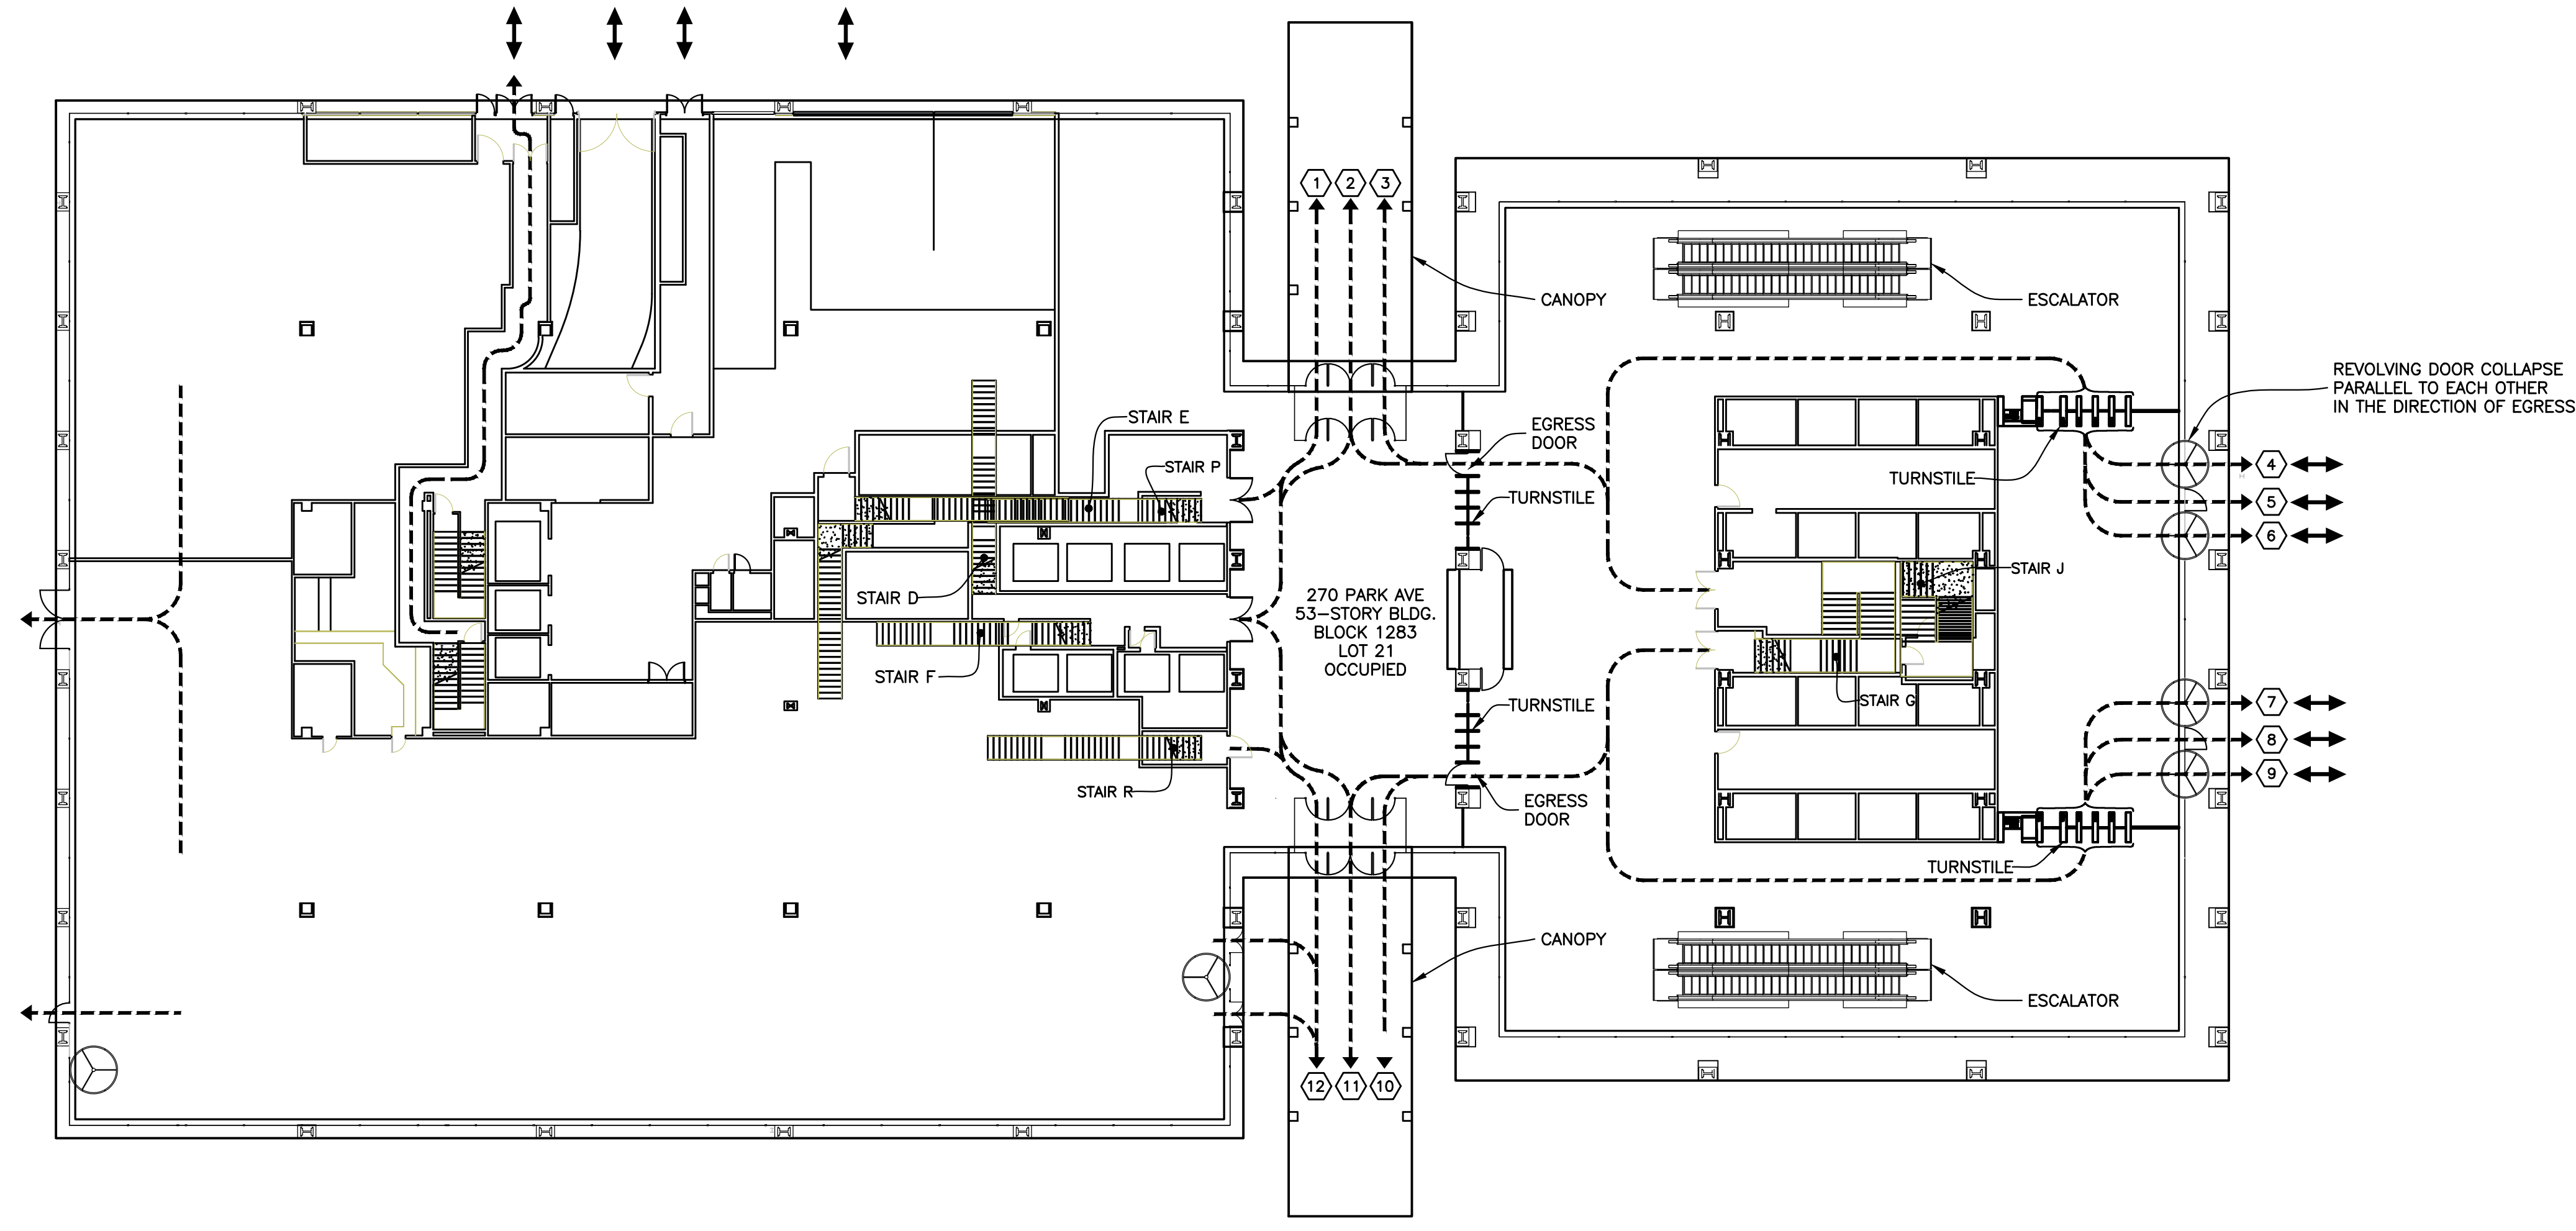 1 2 3
CANOPY
ESCALATOR
REVOLVING DOOR COLLAPSE
PARALLEL TO EACH OTHER
IN THE DIRECTION OF EGRESS
STAIR E
EGRESS
DOOR
STAIR P
4
TURNSTILE
TURNSTILE
5
6
STAIR J
STAIR D
270 PARK AVE
53-STORY BLDG.
BLOCK 1283
LOT 21
OCCUPIED
STAIR F
STAIR G
7
TURNSTILE
8
9
STAIR R
EGRESS
DOOR
TURNSTILE
CANOPY
ESCALATOR
12 11 10